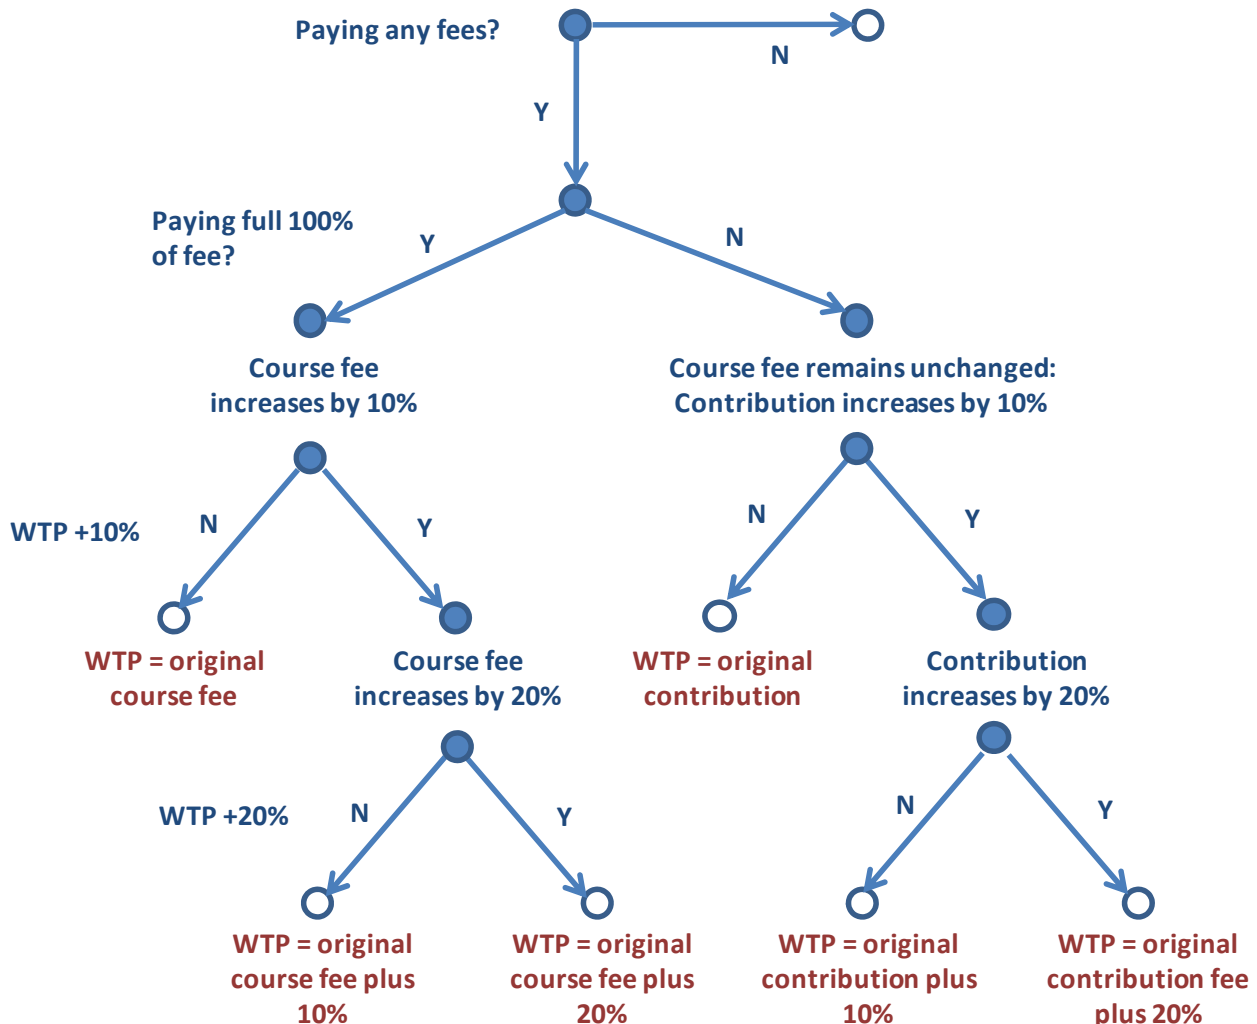 Paying any fees?
N
Y
Paying full 100%
of fee?
Y
N
Course fee
increases by 10%
Course fee remains unchanged:
Contribution increases by 10%
WTP +10%
N
Y
N
Y
WTP = original
course fee
Course fee
increases by 20%
WTP = original
contribution
Contribution
increases by 20%
WTP +20%
N
Y
N
Y
WTP = original
course fee plus
10%
WTP = original
course fee plus
20%
WTP = original
contribution plus
10%
WTP = original
contribution fee
plus 20%